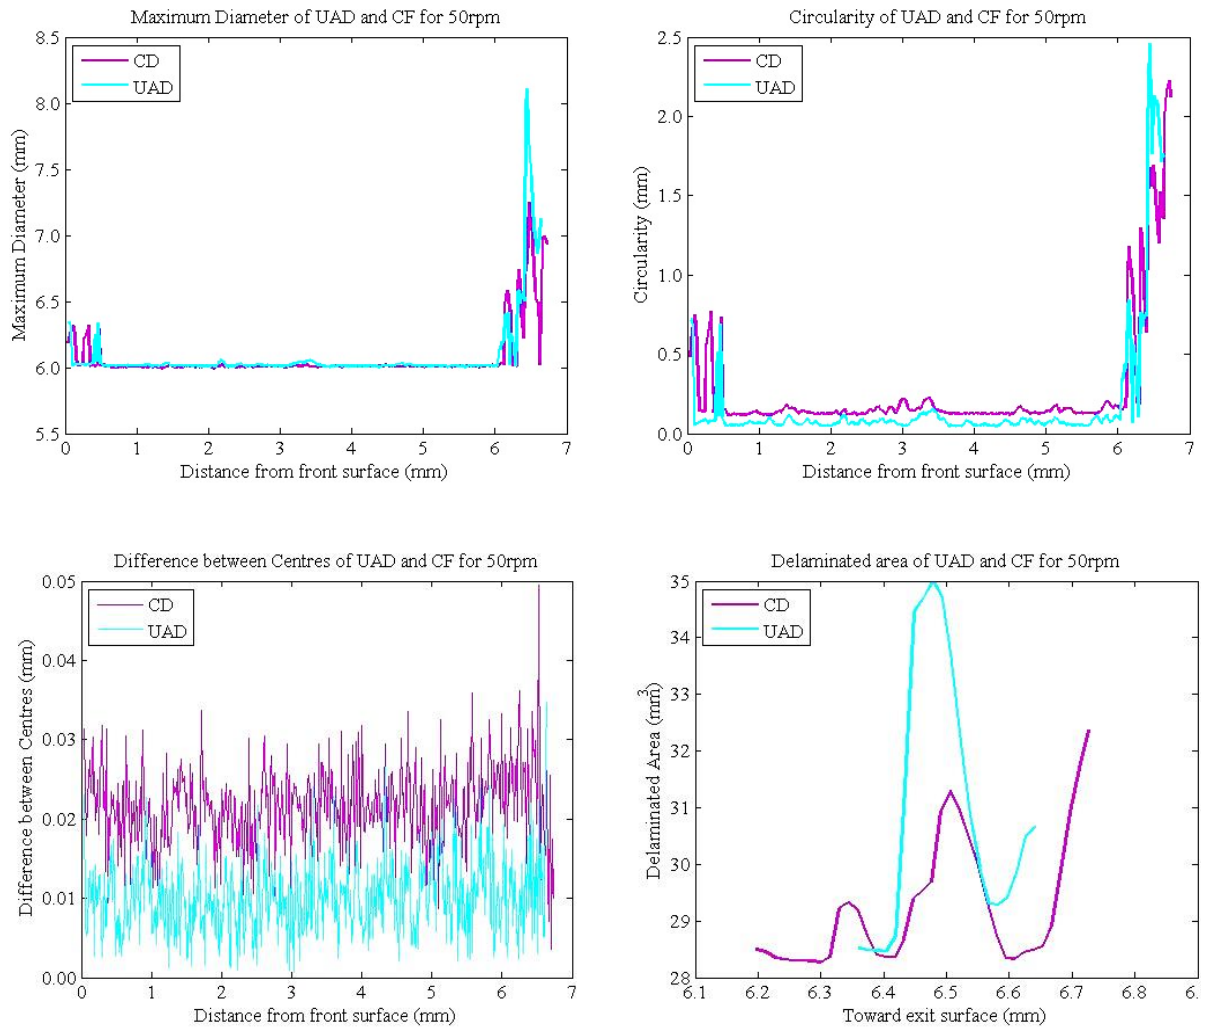 Maximum Diameter of UAD and CF for 50rpm
8.5
8.0
7.5
7.0
6.5
6.0
5.5
CD
UAD
Maximum Diameter (mm)
0 1 2 3 4 5 6 7
Distance from front surface (mm)
Circularity of UAD and CF for 50rpm
2.5
2.0
1.5
1.0
0.5
0.0
CD
UAD
Circularity (mm)
0 1 2 3 4 5 6 7
Distance from front surface (mm)
Difference between Centres of UAD and CF for 50rpm
0.05
0.04
0.03
0.02
0.01
0.00
CD
UAD
Difference between Centres (mm)
0 1 2 3 4 5 6 7
Distance from front surface (mm)
Delaminated area of UAD and CF for 50rpm
35
34
33
32
31
30
29
28
CD
UAD
Delaminated Area (mm³)
6.1 6.2 6.3 6.4 6.5 6.6 6.7 6.8 6.
Toward exit surface (mm)